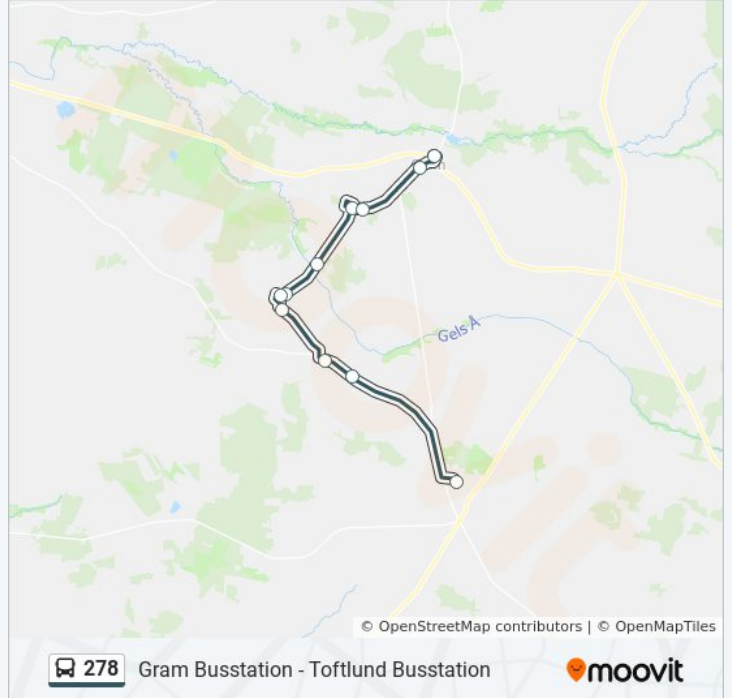 Gels Å
© OpenStreetMap contributors | © OpenMapTiles
278 Gram Busstation - Toftlund Busstation moovit